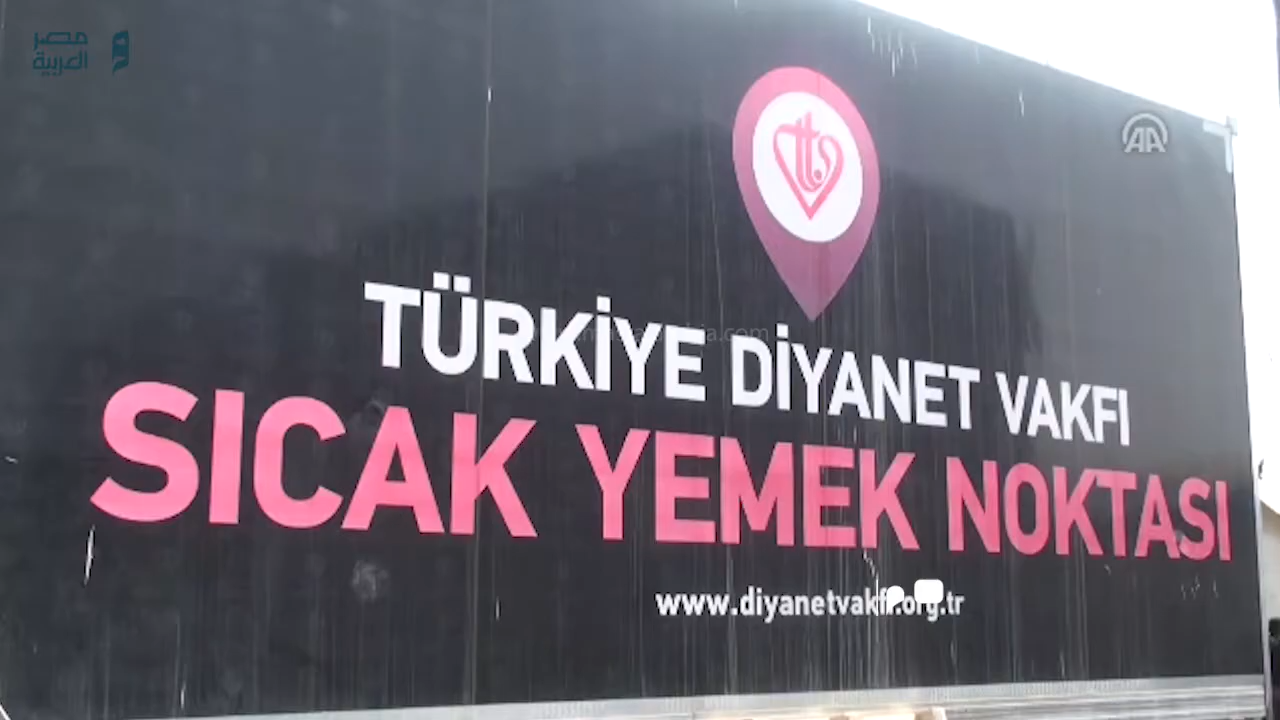 مصر
العربية
AA
TÜRKİYE DİYANET VAKFI
SICAK YEMEK NOKTASI
www.diyanetvakfi.org.tr